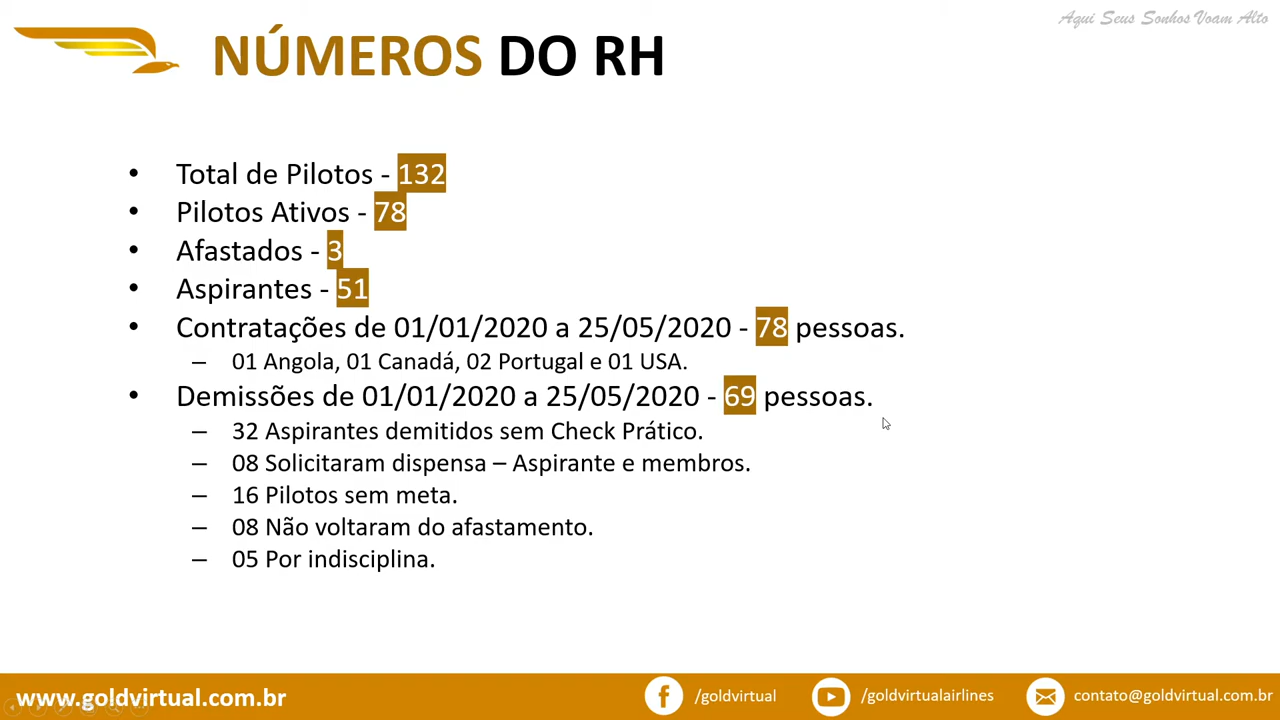 Aqui Seus Sonhos Voam Alto
NÚMEROS DO RH
• Total de Pilotos - 132
• Pilotos Ativos - 78
• Afastados - 3
• Aspirantes - 51
• Contratações de 01/01/2020 a 25/05/2020 - 78 pessoas.
– 01 Angola, 01 Canadá, 02 Portugal e 01 USA.
• Demissões de 01/01/2020 a 25/05/2020 - 69 pessoas.
– 32 Aspirantes demitidos sem Check Prático.
– 08 Solicitaram dispensa – Aspirante e membros.
– 16 Pilotos sem meta.
– 08 Não voltaram do afastamento.
– 05 Por indisciplina.
www.goldvirtual.com.br
/goldvirtual
/goldvirtualairlines
contato@goldvirtual.com.br